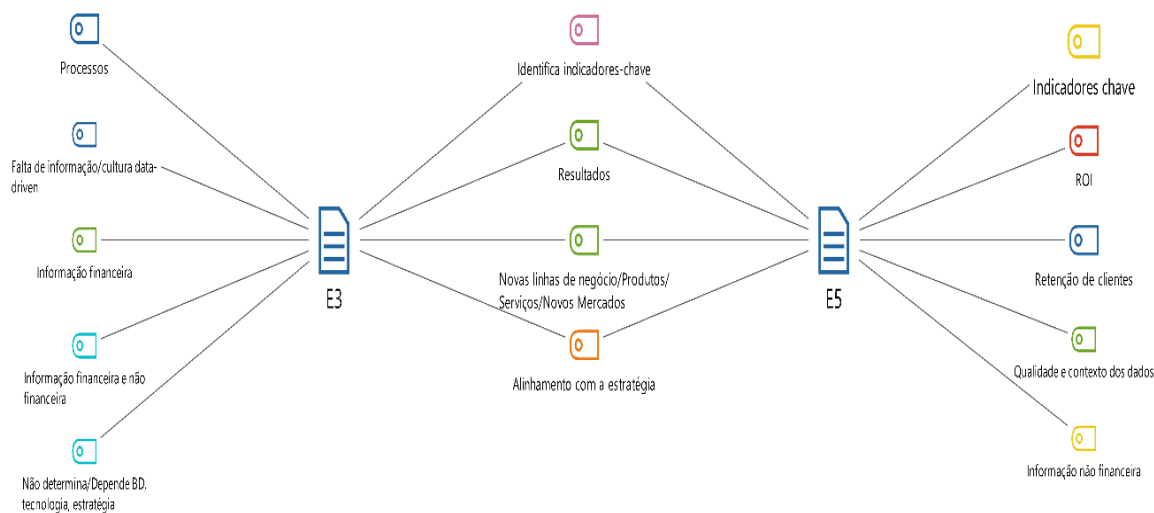 Processos
Falta de informação/cultura data-
driven
Informação financeira
Informação financeira e não
financeira
Não determina/Depende BD,
tecnologia, estratégia
E3
Identifica indicadores-chave
Resultados
Novas linhas de negócio/Produtos/
Serviços/Novos Mercados
Alinhamento com a estratégia
E5
Indicadores chave
ROI
Retenção de clientes
Qualidade e contexto dos dados
Informação não financeira